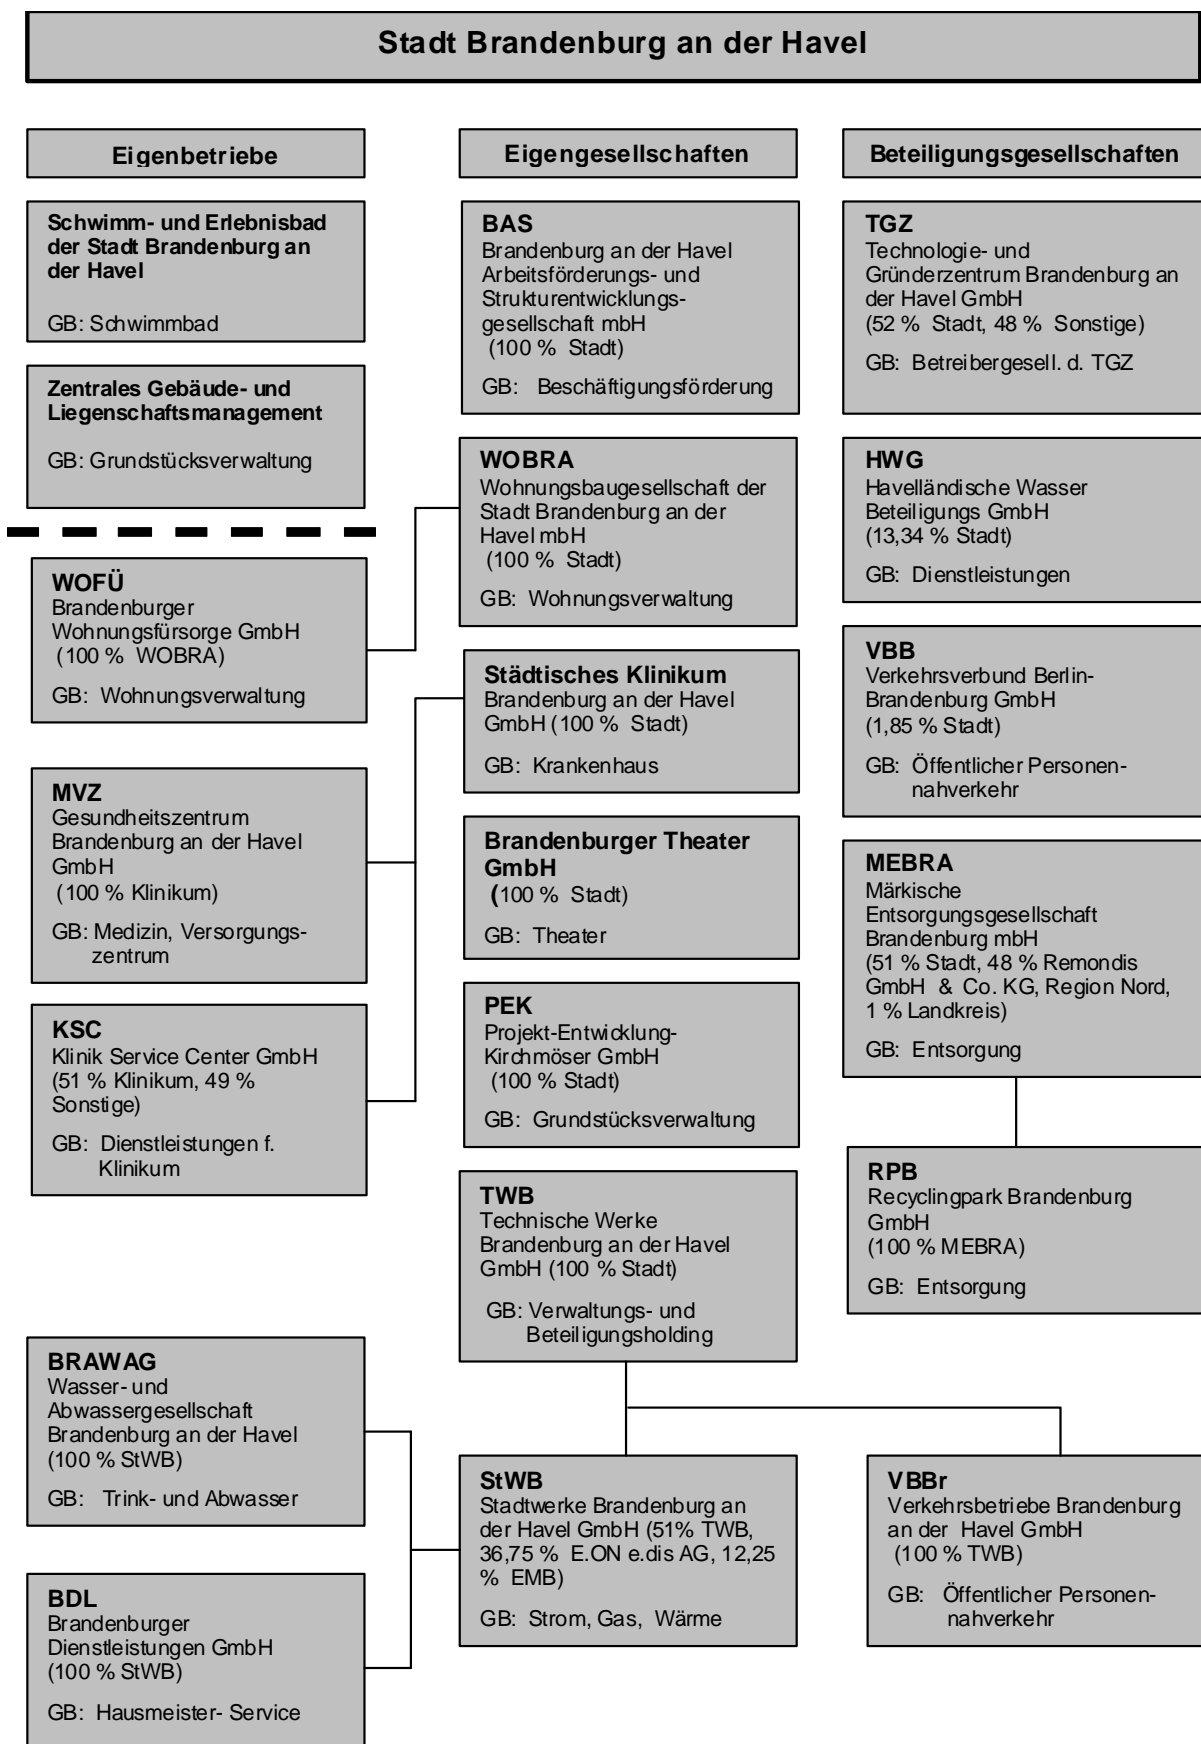 Stadt Brandenburg an der Havel
Eigenbetriebe
Schwimm- und Erlebnisbad
der Stadt Brandenburg an
der Havel
GB: Schwimmbad
Zentrales Gebäude- und
Liegenschaftsmanagement
GB: Grundstücksverwaltung
WOFÜ
Brandenburger
Wohnungsfürsorge GmbH
(100 % WOBRA)
GB: Wohnungsverwaltung
MVZ
Gesundheitszentrum
Brandenburg an der Havel
GmbH
(100 % Klinikum)
GB: Medizin, Versorgungs-
zentrum
KSC
Klinik Service Center GmbH
(51 % Klinikum, 49 %
Sonstige)
GB: Dienstleistungen f.
Klinikum
BRAWAG
Wasser- und
Abwassergesellschaft
Brandenburg an der Havel
(100 % StWB)
GB: Trink- und Abwasser
BDL
Brandenburger
Dienstleistungen GmbH
(100 % StWB)
GB: Hausmeister- Service
Eigengesellschaften
BAS
Brandenburg an der Havel
Arbeitsförderungs- und
Strukturentwicklungs-
gesellschaft mbH
(100 % Stadt)
GB: Beschäftigungsförderung
WOBRA
Wohnungsbaugesellschaft der
Stadt Brandenburg an der
Havel mbH
(100 % Stadt)
GB: Wohnungsverwaltung
Städtisches Klinikum
Brandenburg an der Havel
GmbH (100 % Stadt)
GB: Krankenhaus
Brandenburger Theater
GmbH
(100 % Stadt)
GB: Theater
PEK
Projekt-Entwicklung-
Kirchmöser GmbH
(100 % Stadt)
GB: Grundstücksverwaltung
TWB
Technische Werke
Brandenburg an der Havel
GmbH (100 % Stadt)
GB: Verwaltungs- und
Beteiligungsholding
StWB
Stadtwerke Brandenburg an
der Havel GmbH (51% TWB,
36,75 % E.ON e.dis AG, 12,25
% EMB)
GB: Strom, Gas, Wärme
Beteiligungsgesellschaften
TGZ
Technologie- und
Gründerzentrum Brandenburg an
der Havel GmbH
(52 % Stadt, 48 % Sonstige)
GB: Betreibergesell. d. TGZ
HWG
Havelländische Wasser
Beteiligungs GmbH
(13,34 % Stadt)
GB: Dienstleistungen
VBB
Verkehrsverbund Berlin-
Brandenburg GmbH
(1,85 % Stadt)
GB: Öffentlicher Personen-
nahverkehr
MEBRA
Märkische
Entsorgungsgesellschaft
Brandenburg mbH
(51 % Stadt, 48 % Remondis
GmbH & Co. KG, Region Nord,
1 % Landkreis)
GB: Entsorgung
RPB
Recyclingpark Brandenburg
GmbH
(100 % MEBRA)
GB: Entsorgung
VBBr
Verkehrsbetriebe Brandenburg
an der Havel GmbH
(100 % TWB)
GB: Öffentlicher Personen-
nahverkehr